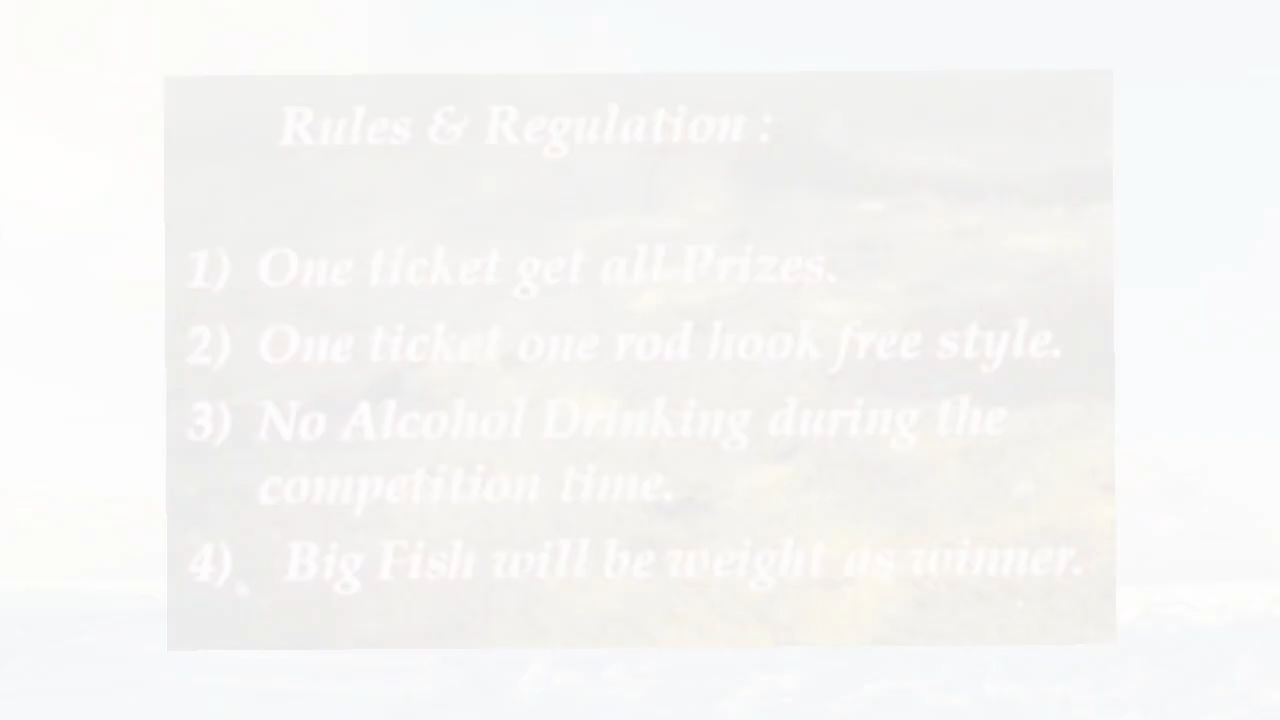 Rules & Regulation :
1) One ticket get all Prizes.
2) One ticket one rod hook free style.
3) No Alcohol Drinking during the
competition time.
4) Big Fish will be weight as winner.